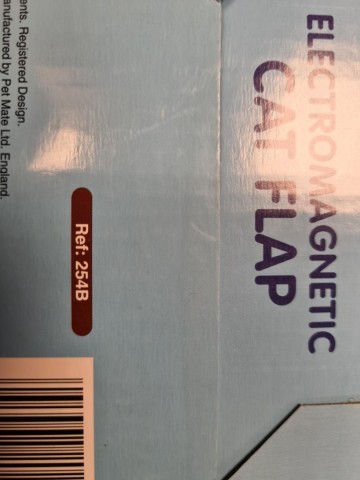 ELECTROMAGNETIC
CAT FLAP
Ref: 254B
ents. Registered Design.
anufactured by Pet Mate Ltd. England.